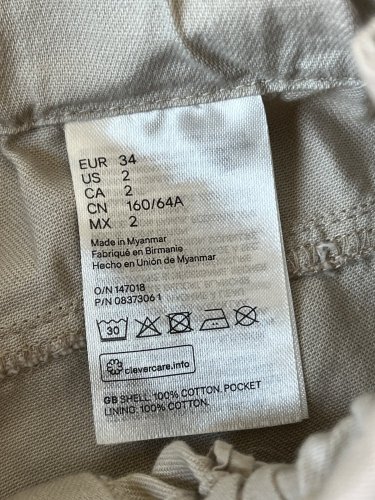 EUR 34
US 2
CA 2
CN 160/64A
MX 2
Made in Myanmar
Fabriqué en Birmanie
Hecho en Unión de Myanmar
O/N 147018
P/N 0837306 1
30
clevercare.info
GB SHELL: 100% COTTON. POCKET
LINING: 100% COTTON.